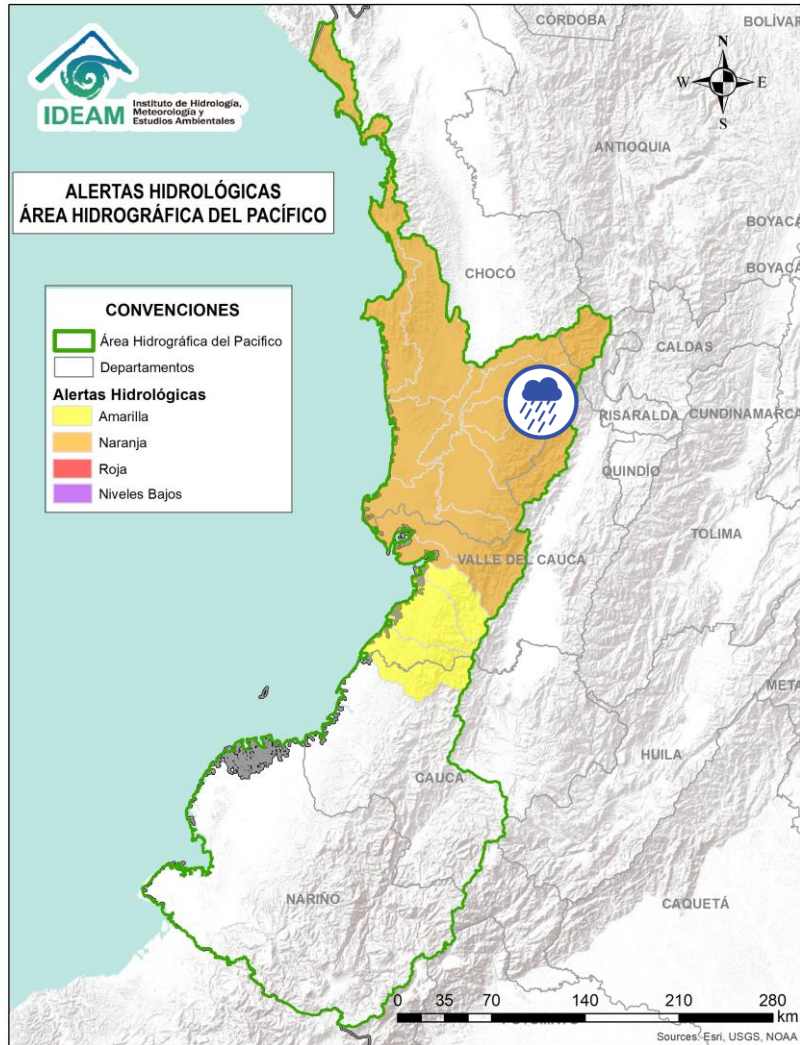 CÓRDOBA
BOLÍVAR
IDEAM
Instituto de Hidrología,
Meteorología y
Estudios Ambientales
N
W E
S
ANTIOQUIA
ALERTAS HIDROLÓGICAS
ÁREA HIDROGRÁFICA DEL PACÍFICO
BOYACÁ
BOYACÁ
CHOCÓ
CONVENCIONES
Área Hidrográfica del Pacifico
Departamentos
Alertas Hidrológicas
Amarilla
Naranja
Roja
Niveles Bajos
CALDAS
RISARALDA
CUNDINAMARCA
QUINDÍO
TOLIMA
VALLE DEL CAUCA
META
HUILA
CAUCA
CAQUETÁ
NARIÑO
0 35 70 140 210 280
km
Sources: Esri, USGS, NOAA